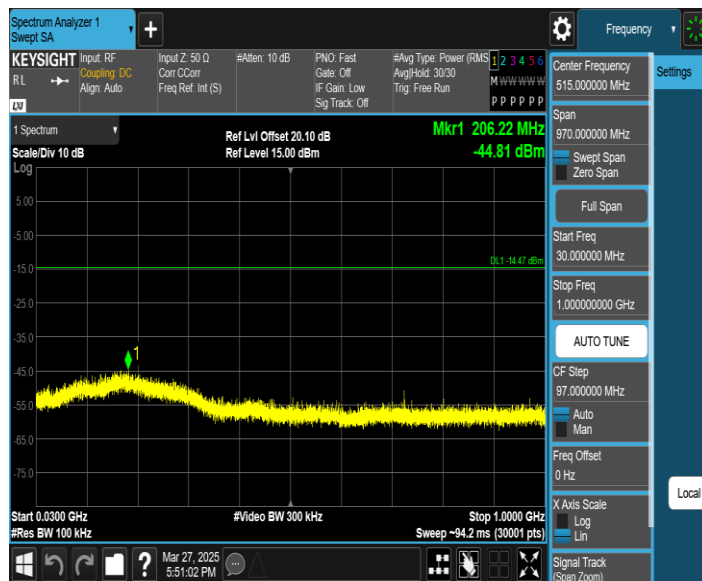 Spectrum Analyzer 1
Swept SA
+
Frequency
KEYSIGHT
Input: RF
Input Z: 50 Ω
#Atten: 10 dB
PNO: Fast
#Avg Type: Power (RMS
1 2 3 4 5 6
R L
Coupling: DC
Corr CCorr
Gate: Off
Avg|Hold: 30/30
M W W W W W
Align: Auto
Freq Ref: Int (S)
IF Gain: Low
Trig: Free Run
Sig Track: Off
P P P P P P
LXI
Center Frequency
515.000000 MHz
Settings
Span
970.000000 MHz
Swept Span
Zero Span
Full Span
Start Freq
30.000000 MHz
Stop Freq
1.000000000 GHz
AUTO TUNE
CF Step
97.000000 MHz
Auto
Man
Freq Offset
0 Hz
X Axis Scale
Log
Lin
Local
Signal Track
(Span Zoom)
1 Spectrum
Ref Lvl Offset 20.10 dB
Mkr1 206.22 MHz
Scale/Div 10 dB
Ref Level 15.00 dBm
-44.81 dBm
Log
5.00
-5.00
DL1 -14.47 dBm
-15.0
-25.0
-35.0
1
-45.0
-55.0
-65.0
-75.0
Start 0.0300 GHz
#Video BW 300 kHz
Stop 1.0000 GHz
#Res BW 100 kHz
Sweep ~94.2 ms (30001 pts)
?
Mar 27, 2025
5:51:02 PM